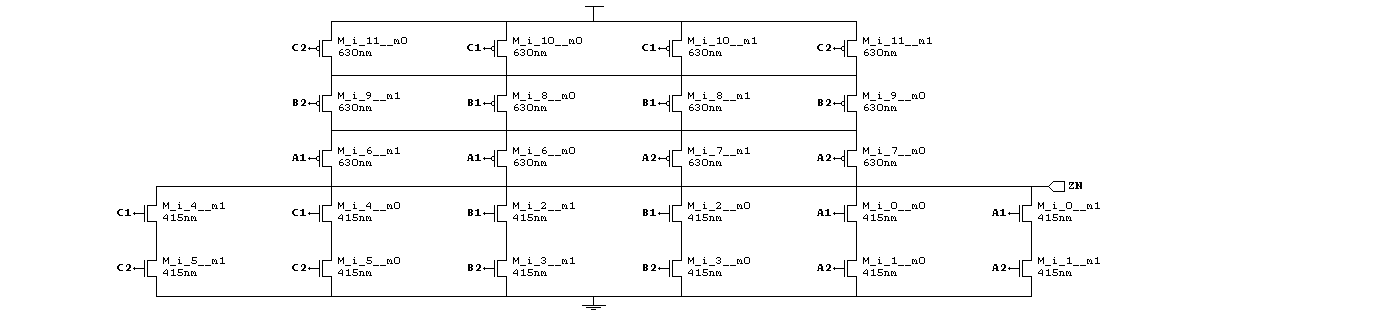 C2 M_i_11__m0 C1 M_i_10__m0 C1 M_i_10__m1 C2 M_i_11__m1
630nm 630nm 630nm 630nm
B2 M_i_9__m1 B1 M_i_8__m0 B1 M_i_8__m1 B2 M_i_9__m0
630nm 630nm 630nm 630nm
A1 M_i_6__m1 A1 M_i_6__m0 A2 M_i_7__m1 A2 M_i_7__m0
630nm 630nm 630nm 630nm
ZN
C1 M_i_4__m1 C1 M_i_4__m0 B1 M_i_2__m1 B1 M_i_2__m0 A1 M_i_0__m0 A1 M_i_0__m1
415nm 415nm 415nm 415nm 415nm 415nm
C2 M_i_5__m1 C2 M_i_5__m0 B2 M_i_3__m1 B2 M_i_3__m0 A2 M_i_1__m0 A2 M_i_1__m1
415nm 415nm 415nm 415nm 415nm 415nm